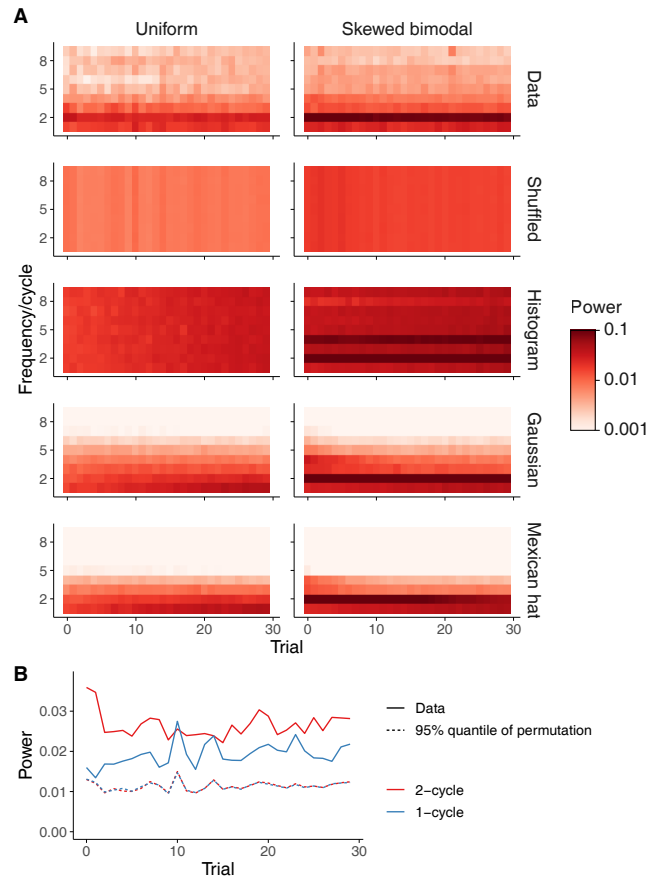 A
Uniform
Skewed bimodal
8
5
2
Data
8
5
2
Shuffled
Frequency/cycle
8
5
2
Histogram
8
5
2
Gaussian
8
5
2
Mexican hat
0
10
20
30
0
10
20
30
Trial
Power
0.1
0.01
0.001
B
0.03
0.02
0.01
0.00
Power
0
10
20
30
Trial
Data
95% quantile of permutation
2-cycle
1-cycle